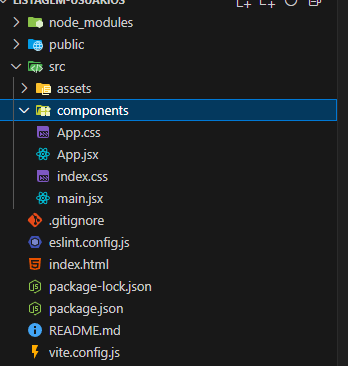 LISTAGEM-USUARIOS
node_modules
public
src
assets
components
App.css
App.jsx
index.css
main.jsx
.gitignore
eslint.config.js
index.html
package-lock.json
package.json
README.md
vite.config.js